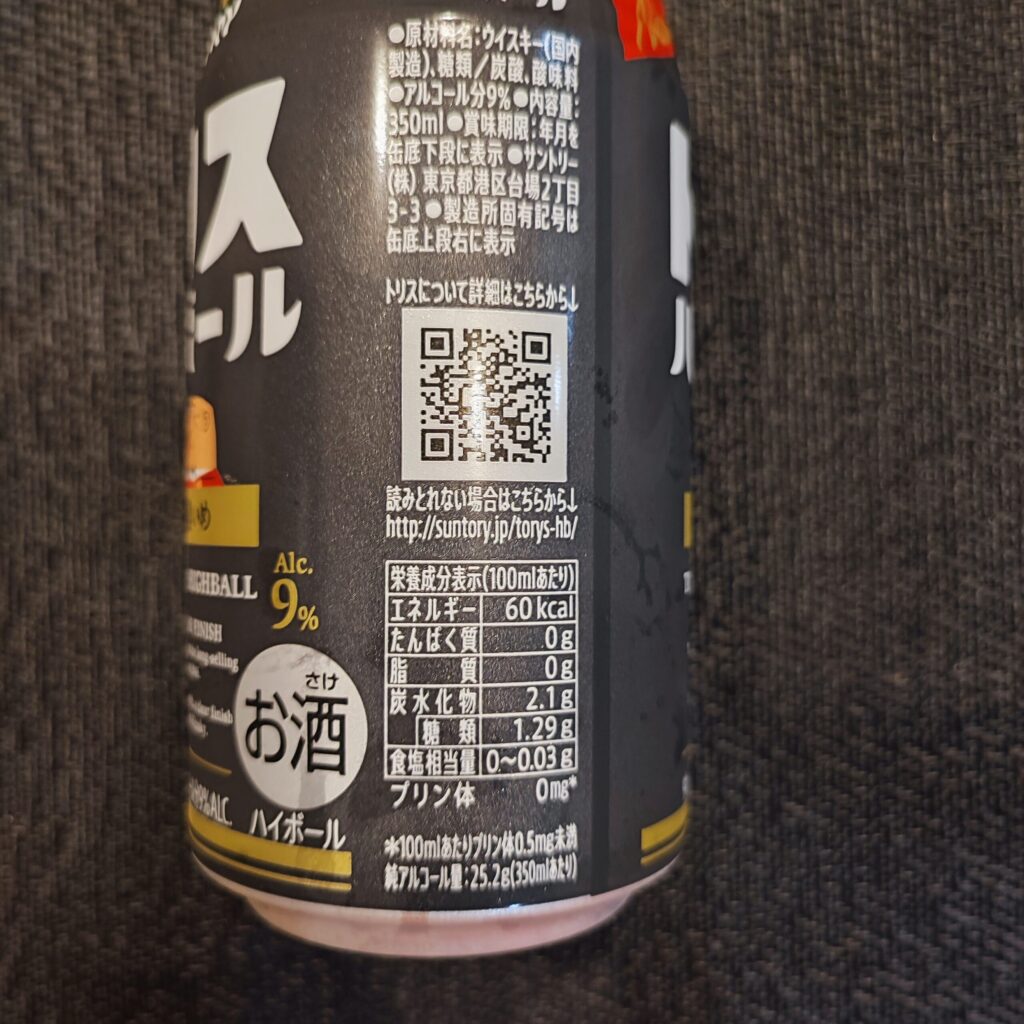 ●原材料名：ウイスキー（国内
製造）、糖類／炭酸、酸味料
●アルコール分9%●内容量：
350ml●賞味期限：年月を
缶底下段に表示●サントリー
(株) 東京都港区台場2丁目
3-3●製造所固有記号は
缶底上段右に表示
トリスについて詳細はこちらから↓
読みとれない場合はこちらから↓
http://suntory.jp/torys-hb/
栄養成分表示(100mlあたり)
エネルギー 60kcal
たんぱく質 0g
脂質 0g
炭水化物 2.1g
糖類 1.29g
食塩相当量 0～0.03g
プリン体 0mg*
*100mlあたりプリン体0.5mg未満
純アルコール量：25.2g(350mlあたり)
リス
ール
め
HIGHBALL
Alc.
9%
FINISH
selling
finish
さけ
お酒
9%ALC.
ハイボール